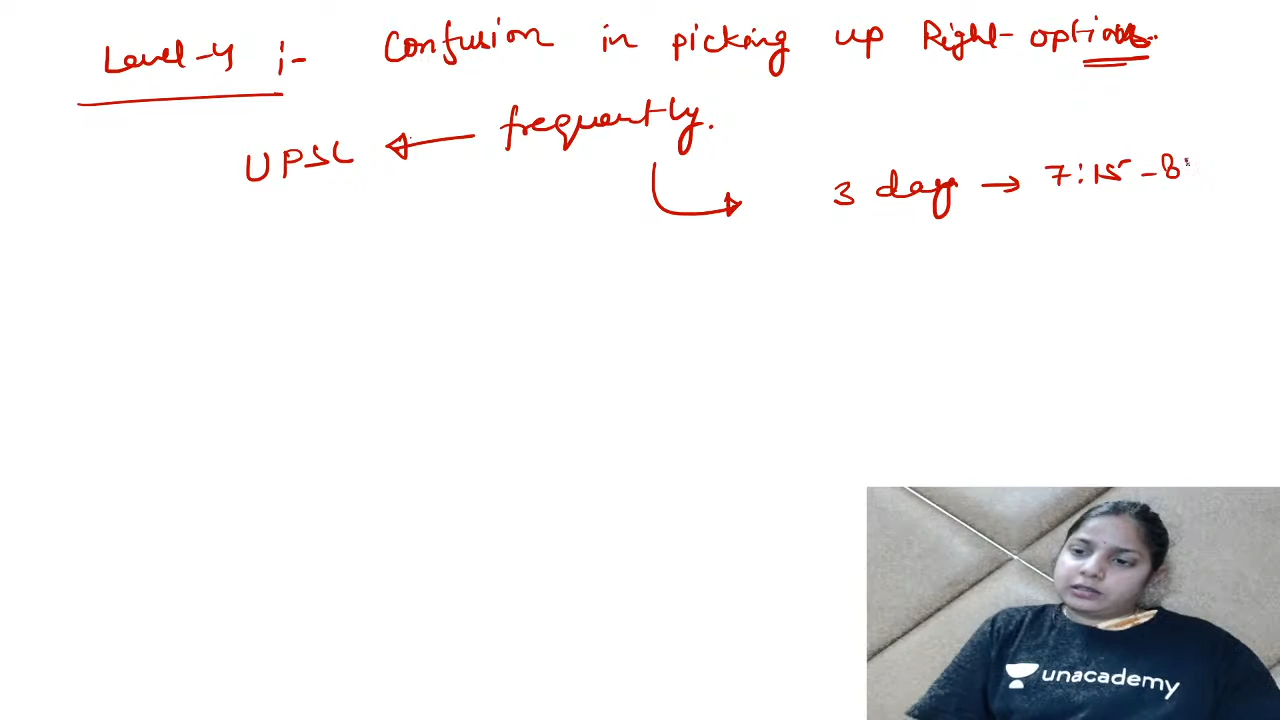 Level-4 :- Confusion in picking up Right-options..
UPSC ← frequently.
3 days → 7:15-8:
unacademy